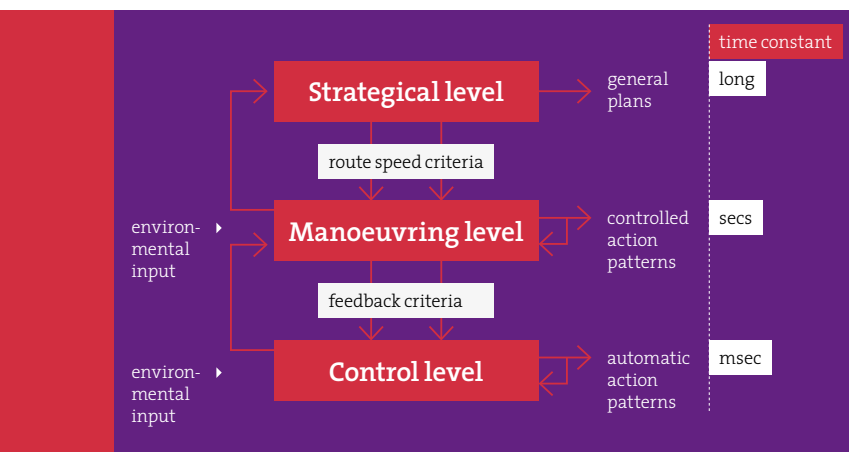 time constant
Strategical level
general
plans
long
route speed criteria
environ-
mental
input
Manoeuvring level
controlled
action
patterns
secs
feedback criteria
environ-
mental
input
Control level
automatic
action
patterns
msec